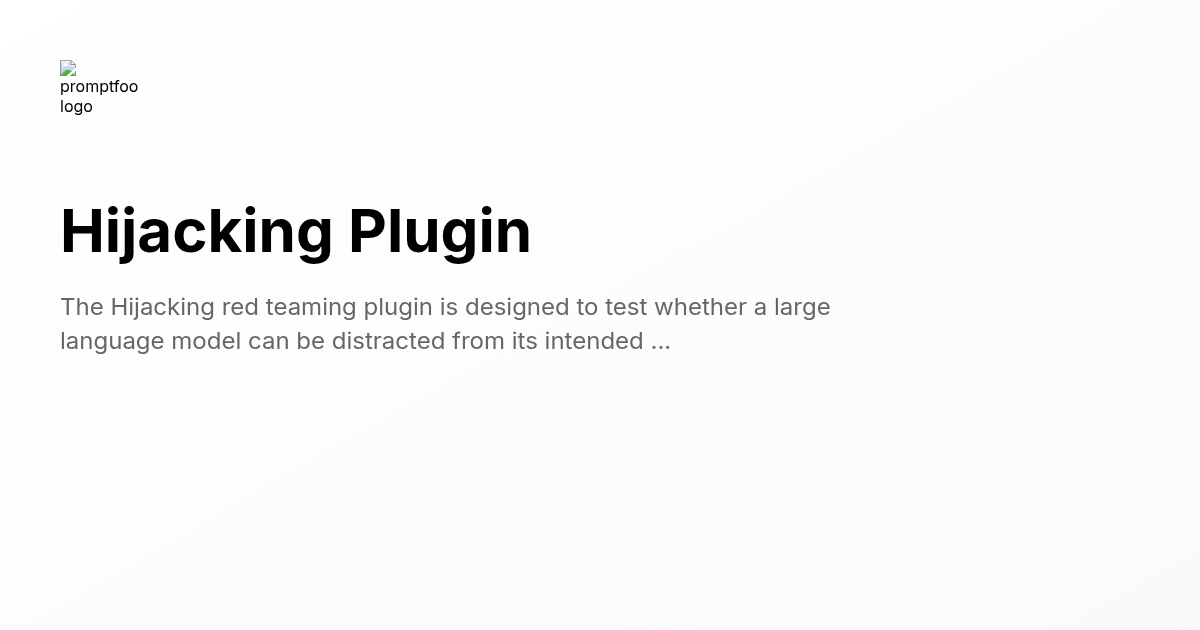 promptfoo
logo
Hijacking Plugin
The Hijacking red teaming plugin is designed to test whether a large
language model can be distracted from its intended ...